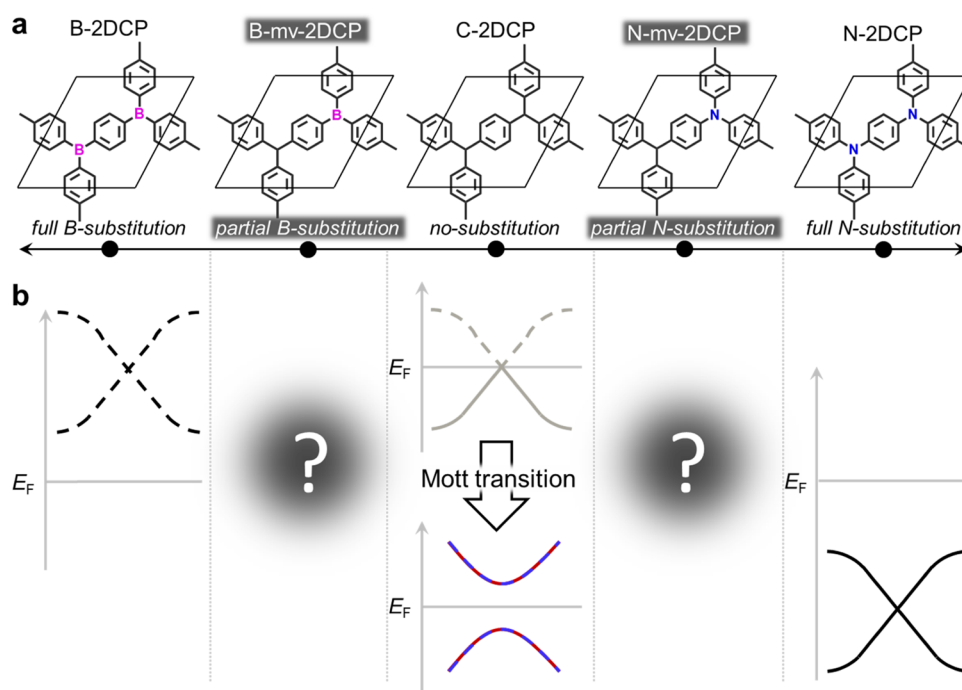 a
B-2DCP
B-mv-2DCP
C-2DCP
N-mv-2DCP
N-2DCP
B
B
B
N
N
N
full B-substitution
partial B-substitution
no-substitution
partial N-substitution
full N-substitution
b
EF
?
EF
Mott transition
EF
?
EF